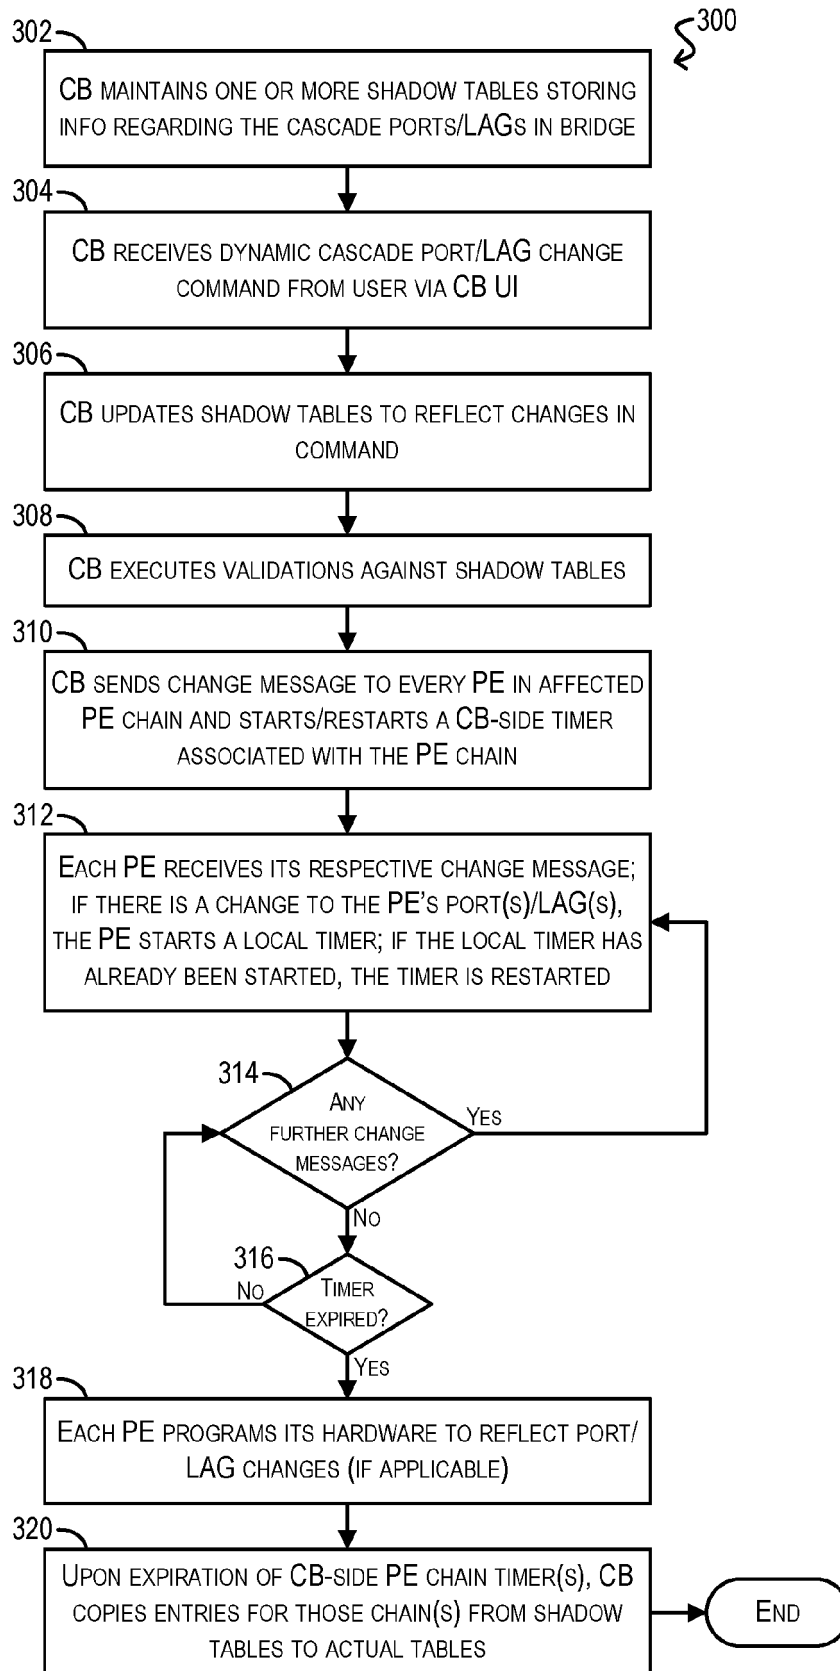 300
302
CB MAINTAINS ONE OR MORE SHADOW TABLES STORING
INFO REGARDING THE CASCADE PORTS/LAGS IN BRIDGE
304
CB RECEIVES DYNAMIC CASCADE PORT/LAG CHANGE
COMMAND FROM USER VIA CB UI
306
CB UPDATES SHADOW TABLES TO REFLECT CHANGES IN
COMMAND
308
CB EXECUTES VALIDATIONS AGAINST SHADOW TABLES
310
CB SENDS CHANGE MESSAGE TO EVERY PE IN AFFECTED
PE CHAIN AND STARTS/RESTARTS A CB-SIDE TIMER
ASSOCIATED WITH THE PE CHAIN
312
EACH PE RECEIVES ITS RESPECTIVE CHANGE MESSAGE;
IF THERE IS A CHANGE TO THE PE'S PORT(S)/LAG(S),
THE PE STARTS A LOCAL TIMER; IF THE LOCAL TIMER HAS
ALREADY BEEN STARTED, THE TIMER IS RESTARTED
314
ANY
FURTHER CHANGE
MESSAGES?
YES
NO
316
TIMER
EXPIRED?
NO
YES
318
EACH PE PROGRAMS ITS HARDWARE TO REFLECT PORT/
LAG CHANGES (IF APPLICABLE)
320
UPON EXPIRATION OF CB-SIDE PE CHAIN TIMER(S), CB
COPIES ENTRIES FOR THOSE CHAIN(S) FROM SHADOW
TABLES TO ACTUAL TABLES
END